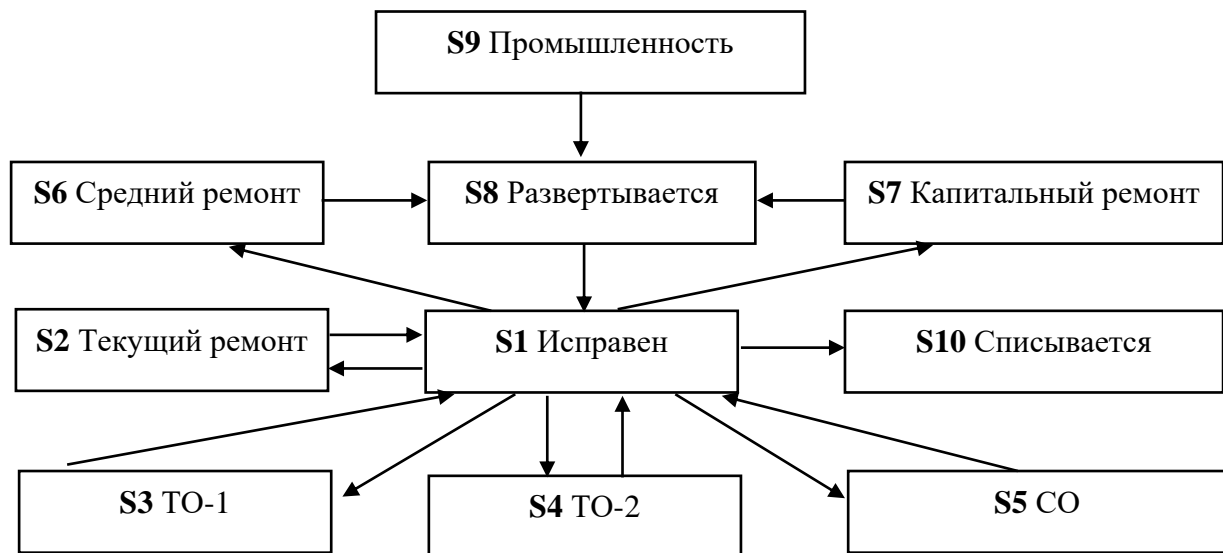 S9 Промышленность
S6 Средний ремонт
S8 Развертывается
S7 Капитальный ремонт
S2 Текущий ремонт
S1 Исправен
S10 Списывается
S3 ТО-1
S4 ТО-2
S5 СО